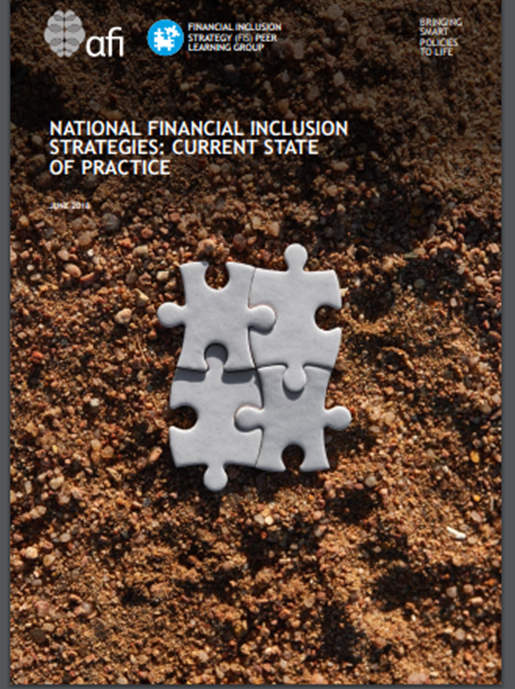 afi
FINANCIAL INCLUSION
STRATEGY (FIS) PEER
LEARNING GROUP
BRINGING
SMART
POLICIES
TO LIFE
NATIONAL FINANCIAL INCLUSION
STRATEGIES: CURRENT STATE
OF PRACTICE
JUNE